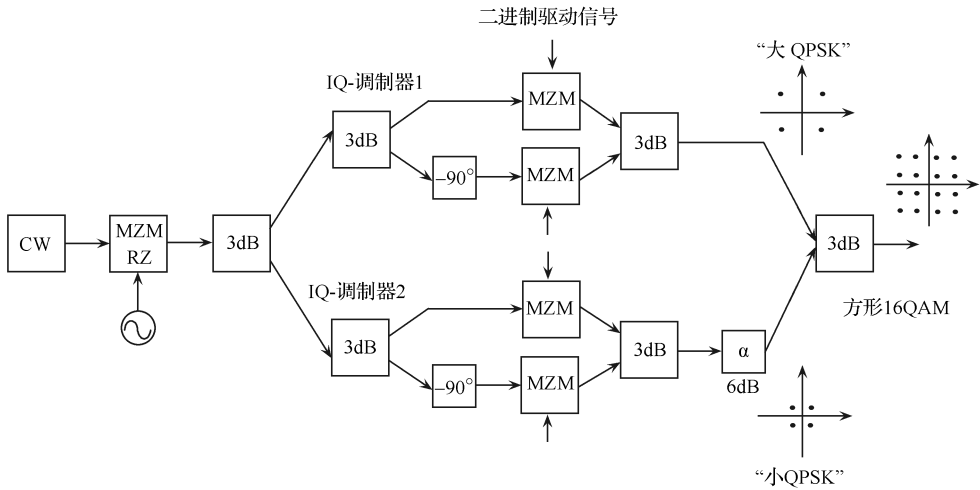 二进制驱动信号
“大 QPSK”
IQ-调制器1
MZM
3dB
3dB
−90°
MZM
CW
MZM
RZ
3dB
3dB
IQ-调制器2
MZM
方形16QAM
3dB
3dB
α
−90°
MZM
6dB
“小QPSK”